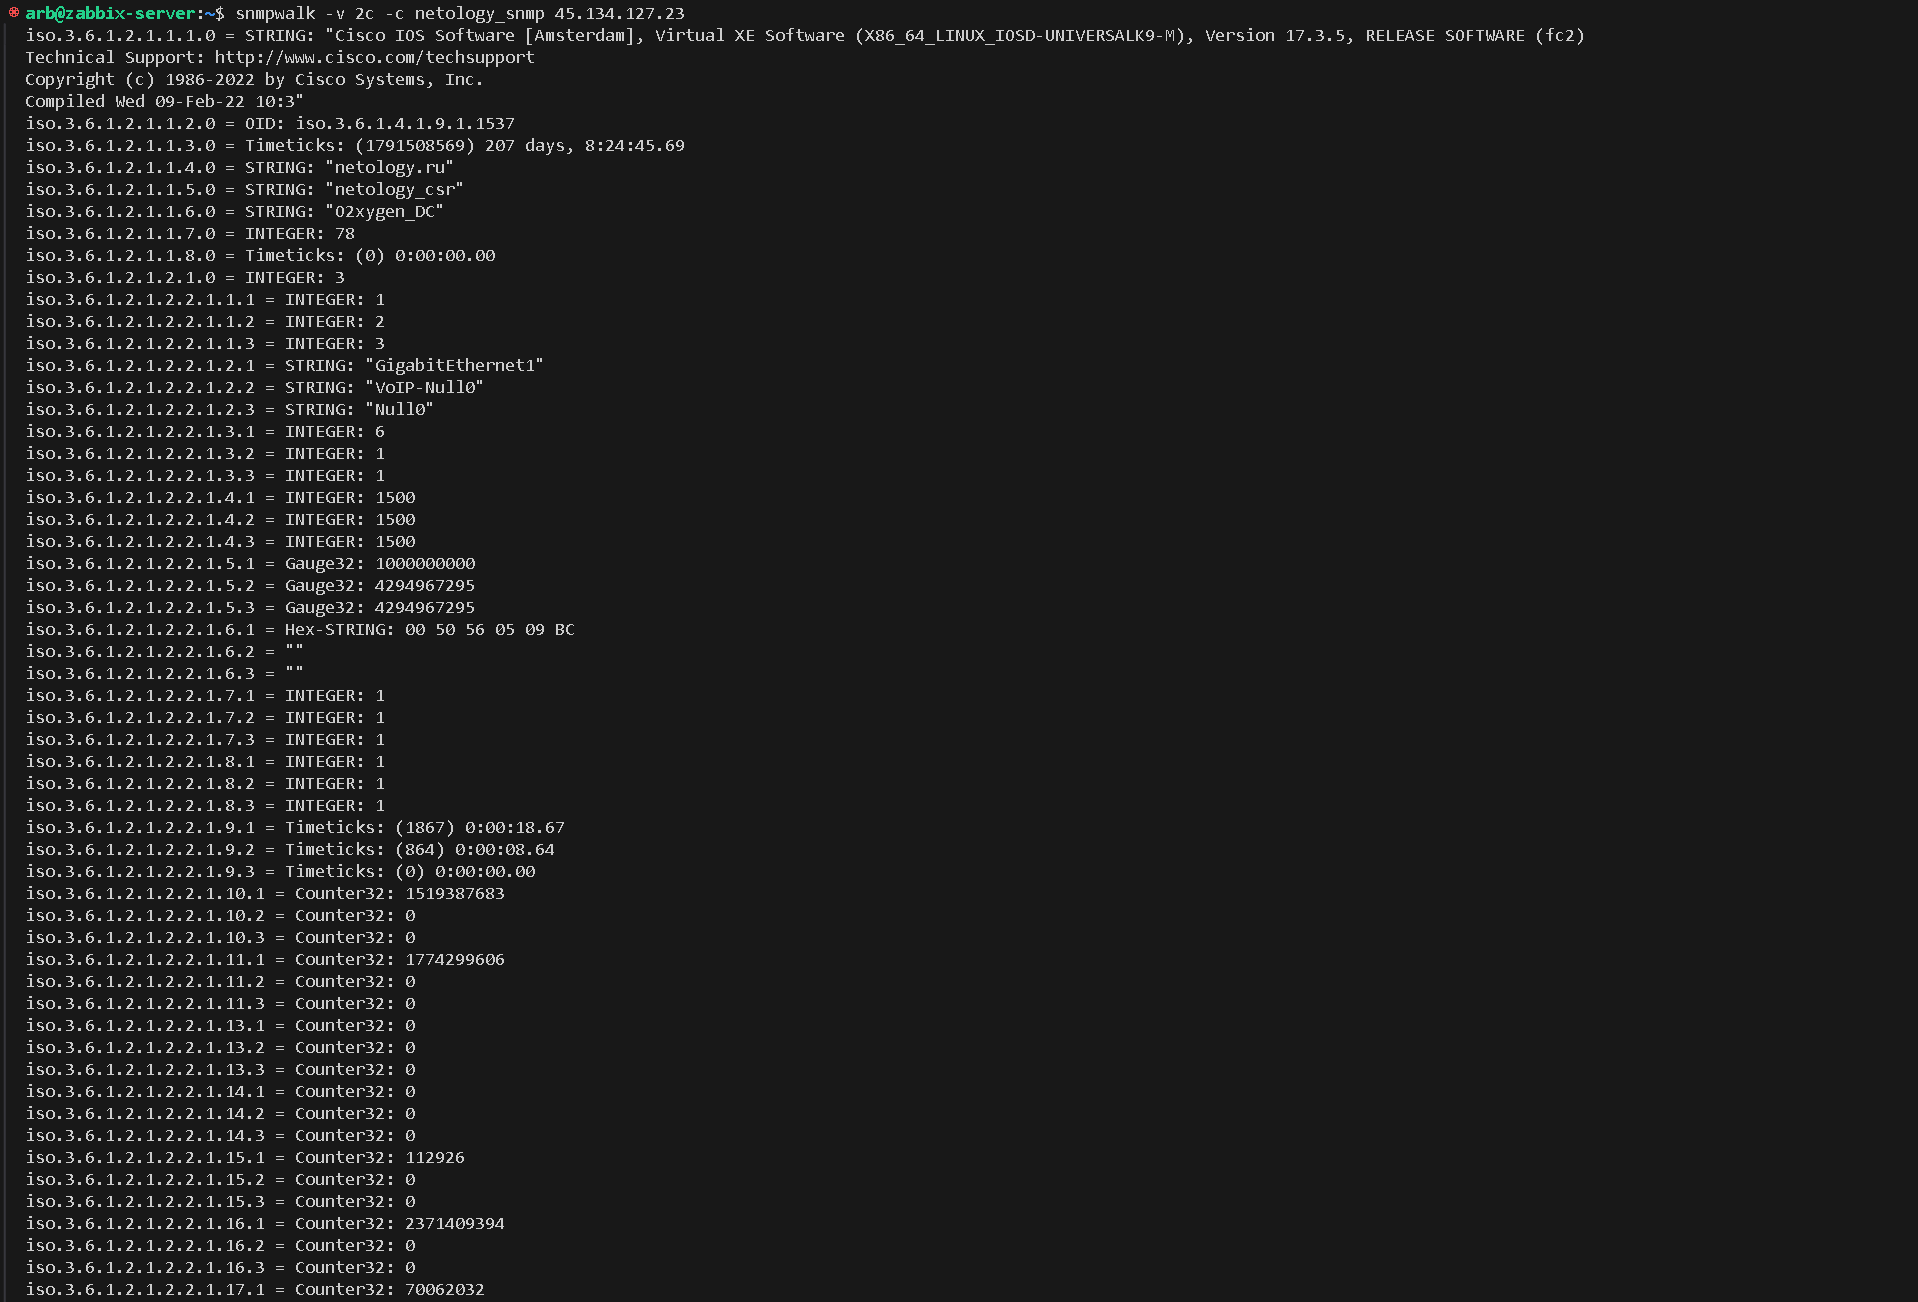 arb@zabbix-server:~$ snmpwalk -v 2c -c netology_snmp 45.134.127.23
iso.3.6.1.2.1.1.1.0 = STRING: "Cisco IOS Software [Amsterdam], Virtual XE Software (X86_64_LINUX_IOSD-UNIVERSALK9-M), Version 17.3.5, RELEASE SOFTWARE (fc2)
Technical Support: http://www.cisco.com/techsupport
Copyright (c) 1986-2022 by Cisco Systems, Inc.
Compiled Wed 09-Feb-22 10:3"
iso.3.6.1.2.1.1.2.0 = OID: iso.3.6.1.4.1.9.1.1537
iso.3.6.1.2.1.1.3.0 = Timeticks: (1791508569) 207 days, 8:24:45.69
iso.3.6.1.2.1.1.4.0 = STRING: "netology.ru"
iso.3.6.1.2.1.1.5.0 = STRING: "netology_csr"
iso.3.6.1.2.1.1.6.0 = STRING: "O2xygen_DC"
iso.3.6.1.2.1.1.7.0 = INTEGER: 78
iso.3.6.1.2.1.1.8.0 = Timeticks: (0) 0:00:00.00
iso.3.6.1.2.1.2.1.0 = INTEGER: 3
iso.3.6.1.2.1.2.2.1.1.1 = INTEGER: 1
iso.3.6.1.2.1.2.2.1.1.2 = INTEGER: 2
iso.3.6.1.2.1.2.2.1.1.3 = INTEGER: 3
iso.3.6.1.2.1.2.2.1.2.1 = STRING: "GigabitEthernet1"
iso.3.6.1.2.1.2.2.1.2.2 = STRING: "VoIP-Null0"
iso.3.6.1.2.1.2.2.1.2.3 = STRING: "Null0"
iso.3.6.1.2.1.2.2.1.3.1 = INTEGER: 6
iso.3.6.1.2.1.2.2.1.3.2 = INTEGER: 1
iso.3.6.1.2.1.2.2.1.3.3 = INTEGER: 1
iso.3.6.1.2.1.2.2.1.4.1 = INTEGER: 1500
iso.3.6.1.2.1.2.2.1.4.2 = INTEGER: 1500
iso.3.6.1.2.1.2.2.1.4.3 = INTEGER: 1500
iso.3.6.1.2.1.2.2.1.5.1 = Gauge32: 1000000000
iso.3.6.1.2.1.2.2.1.5.2 = Gauge32: 4294967295
iso.3.6.1.2.1.2.2.1.5.3 = Gauge32: 4294967295
iso.3.6.1.2.1.2.2.1.6.1 = Hex-STRING: 00 50 56 05 09 BC
iso.3.6.1.2.1.2.2.1.6.2 = ""
iso.3.6.1.2.1.2.2.1.6.3 = ""
iso.3.6.1.2.1.2.2.1.7.1 = INTEGER: 1
iso.3.6.1.2.1.2.2.1.7.2 = INTEGER: 1
iso.3.6.1.2.1.2.2.1.7.3 = INTEGER: 1
iso.3.6.1.2.1.2.2.1.8.1 = INTEGER: 1
iso.3.6.1.2.1.2.2.1.8.2 = INTEGER: 1
iso.3.6.1.2.1.2.2.1.8.3 = INTEGER: 1
iso.3.6.1.2.1.2.2.1.9.1 = Timeticks: (1867) 0:00:18.67
iso.3.6.1.2.1.2.2.1.9.2 = Timeticks: (864) 0:00:08.64
iso.3.6.1.2.1.2.2.1.9.3 = Timeticks: (0) 0:00:00.00
iso.3.6.1.2.1.2.2.1.10.1 = Counter32: 1519387683
iso.3.6.1.2.1.2.2.1.10.2 = Counter32: 0
iso.3.6.1.2.1.2.2.1.10.3 = Counter32: 0
iso.3.6.1.2.1.2.2.1.11.1 = Counter32: 1774299606
iso.3.6.1.2.1.2.2.1.11.2 = Counter32: 0
iso.3.6.1.2.1.2.2.1.11.3 = Counter32: 0
iso.3.6.1.2.1.2.2.1.13.1 = Counter32: 0
iso.3.6.1.2.1.2.2.1.13.2 = Counter32: 0
iso.3.6.1.2.1.2.2.1.13.3 = Counter32: 0
iso.3.6.1.2.1.2.2.1.14.1 = Counter32: 0
iso.3.6.1.2.1.2.2.1.14.2 = Counter32: 0
iso.3.6.1.2.1.2.2.1.14.3 = Counter32: 0
iso.3.6.1.2.1.2.2.1.15.1 = Counter32: 112926
iso.3.6.1.2.1.2.2.1.15.2 = Counter32: 0
iso.3.6.1.2.1.2.2.1.15.3 = Counter32: 0
iso.3.6.1.2.1.2.2.1.16.1 = Counter32: 2371409394
iso.3.6.1.2.1.2.2.1.16.2 = Counter32: 0
iso.3.6.1.2.1.2.2.1.16.3 = Counter32: 0
iso.3.6.1.2.1.2.2.1.17.1 = Counter32: 70062032